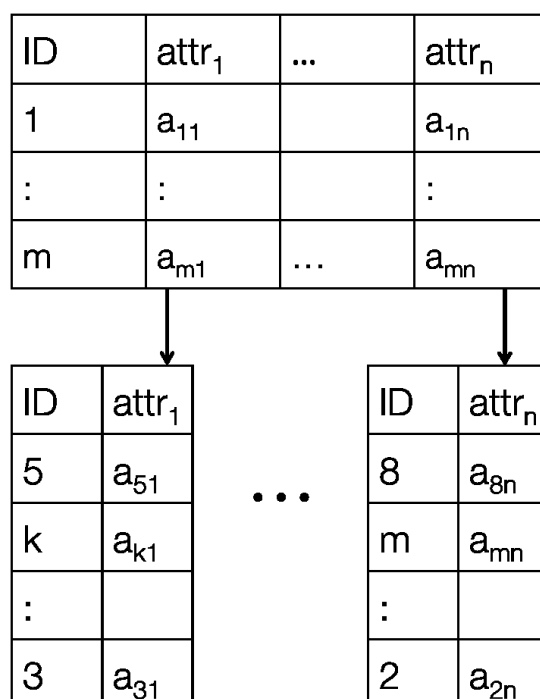 ID attr₁ ... attrₙ
1 a₁₁ a₁ₙ
: : :
m aₘ₁ ... aₘₙ
ID attr₁
5 a₅₁
k aₖ₁
:
3 a₃₁
...
ID attrₙ
8 a₈ₙ
m aₘₙ
:
2 a₂ₙ